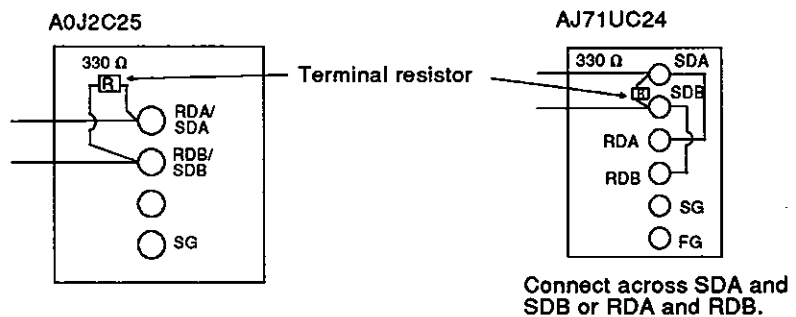 A0J2C25
AJ71UC24
330 Ω
R
Terminal resistor
RDA/
SDA
RDB/
SDB
SG
330 Ω
SDA
R
SDB
RDA
RDB
SG
FG
Connect across SDA and
SDB or RDA and RDB.